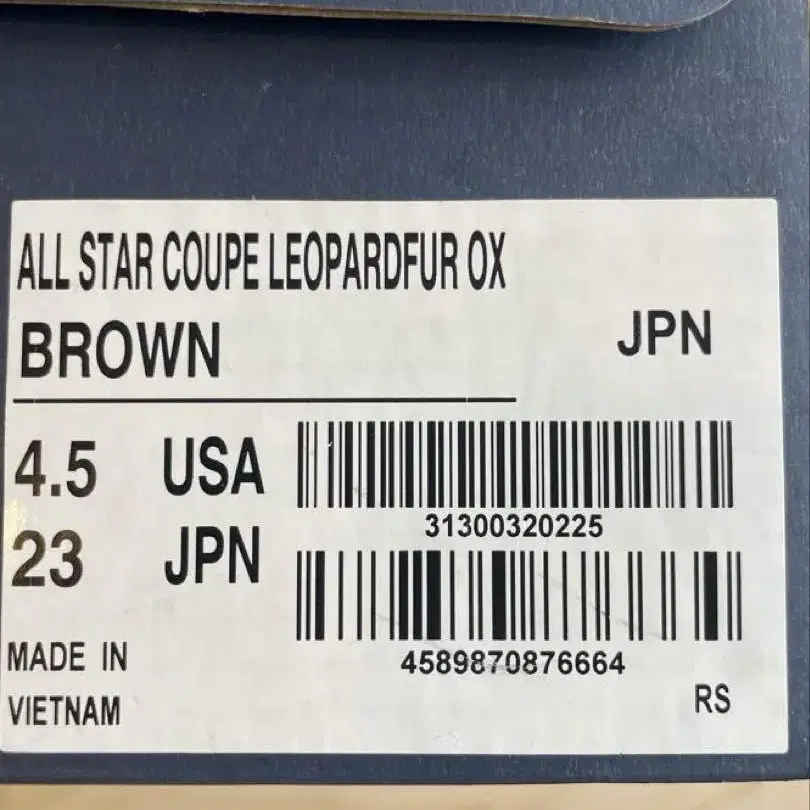 ALL STAR COUPE LEOPARDFUR OX
BROWN
JPN
4.5 USA
23 JPN
31300320225
4589870876664
MADE IN
VIETNAM
RS